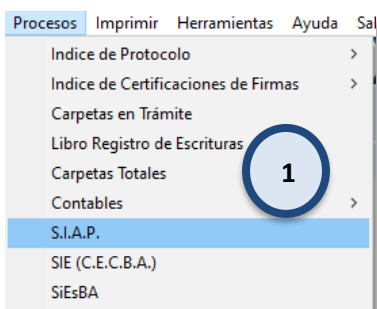 Procesos Imprimir Herramientas Ayuda Sal
Indice de Protocolo >
Indice de Certificaciones de Firmas >
Carpetas en Trámite
Libro Registro de Escrituras
Carpetas Totales
1
Contables >
S.I.A.P.
SIE (C.E.C.B.A.)
SiEsBA